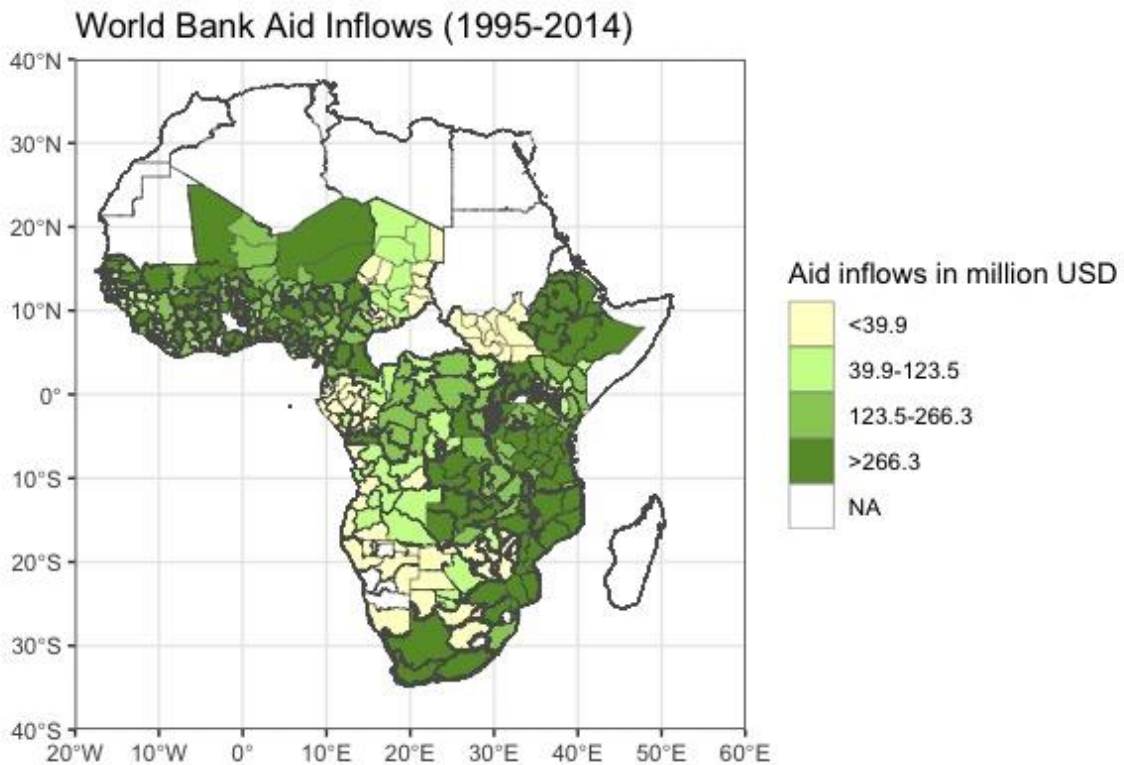 World Bank Aid Inflows (1995-2014)
40°N
30°N
20°N
10°N
0°
10°S
20°S
30°S
40°S
20°W 10°W 0° 10°E 20°E 30°E 40°E 50°E 60°E
Aid inflows in million USD
<39.9
39.9-123.5
123.5-266.3
>266.3
NA